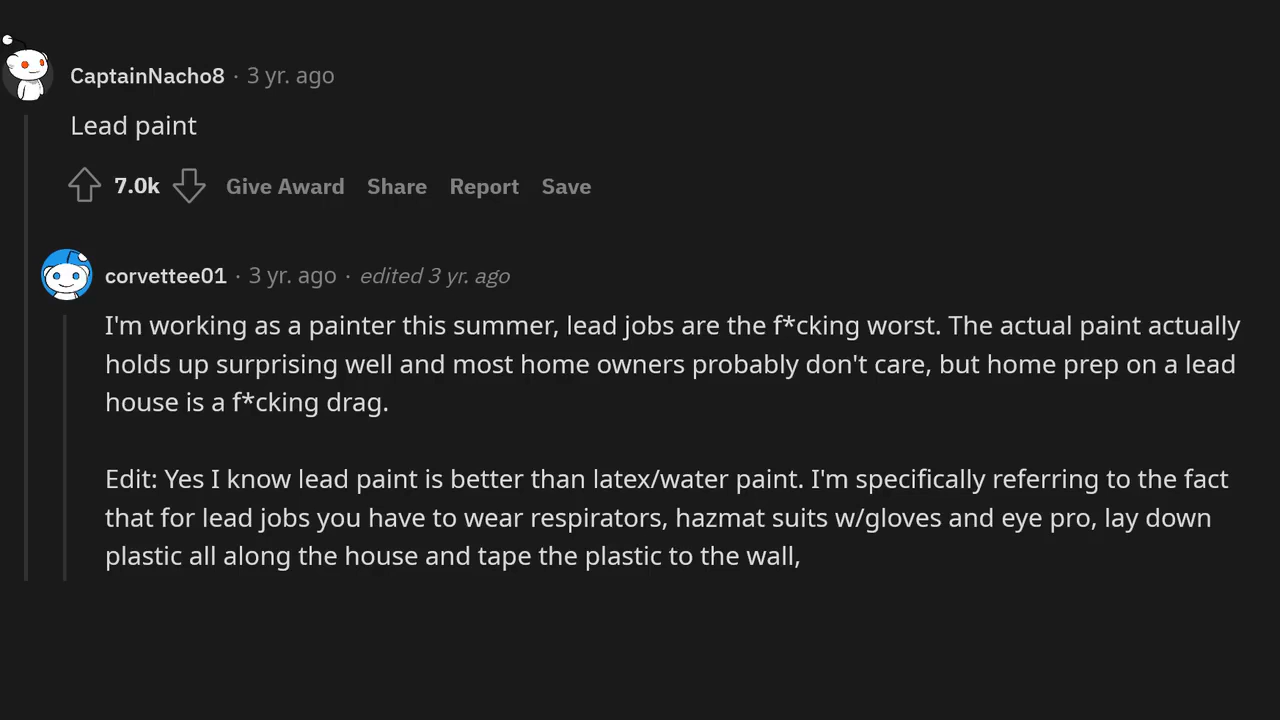 CaptainNacho8 · 3 yr. ago
Lead paint
7.0k Give Award Share Report Save
corvettee01 · 3 yr. ago · edited 3 yr. ago
I'm working as a painter this summer, lead jobs are the f*cking worst. The actual paint actually
holds up surprising well and most home owners probably don't care, but home prep on a lead
house is a f*cking drag.
Edit: Yes I know lead paint is better than latex/water paint. I'm specifically referring to the fact
that for lead jobs you have to wear respirators, hazmat suits w/gloves and eye pro, lay down
plastic all along the house and tape the plastic to the wall,